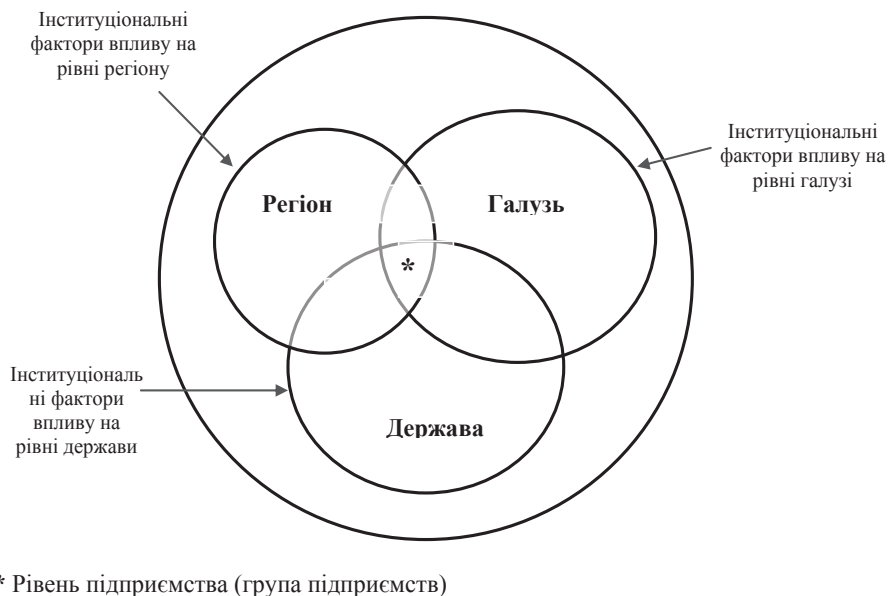 Інституціональні
фактори впливу на
рівні регіону
Інституціональні
фактори впливу на
рівні галузі
Регіон
Галузь
*
Інституціональ
ні фактори
впливу на
рівні держави
Держава
* Рівень підприємства (група підприємств)